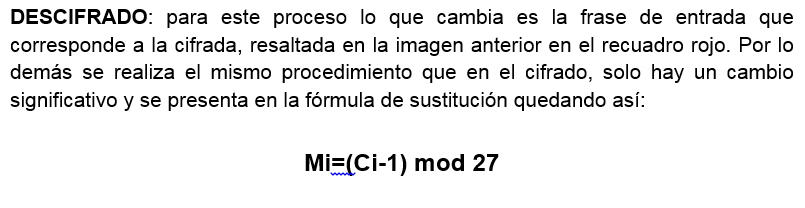 DESCIFRADO: para este proceso lo que cambia es la frase de entrada que
corresponde a la cifrada, resaltada en la imagen anterior en el recuadro rojo. Por lo
demás se realiza el mismo procedimiento que en el cifrado, solo hay un cambio
significativo y se presenta en la fórmula de sustitución quedando así:
Mi=(Ci-1) mod 27